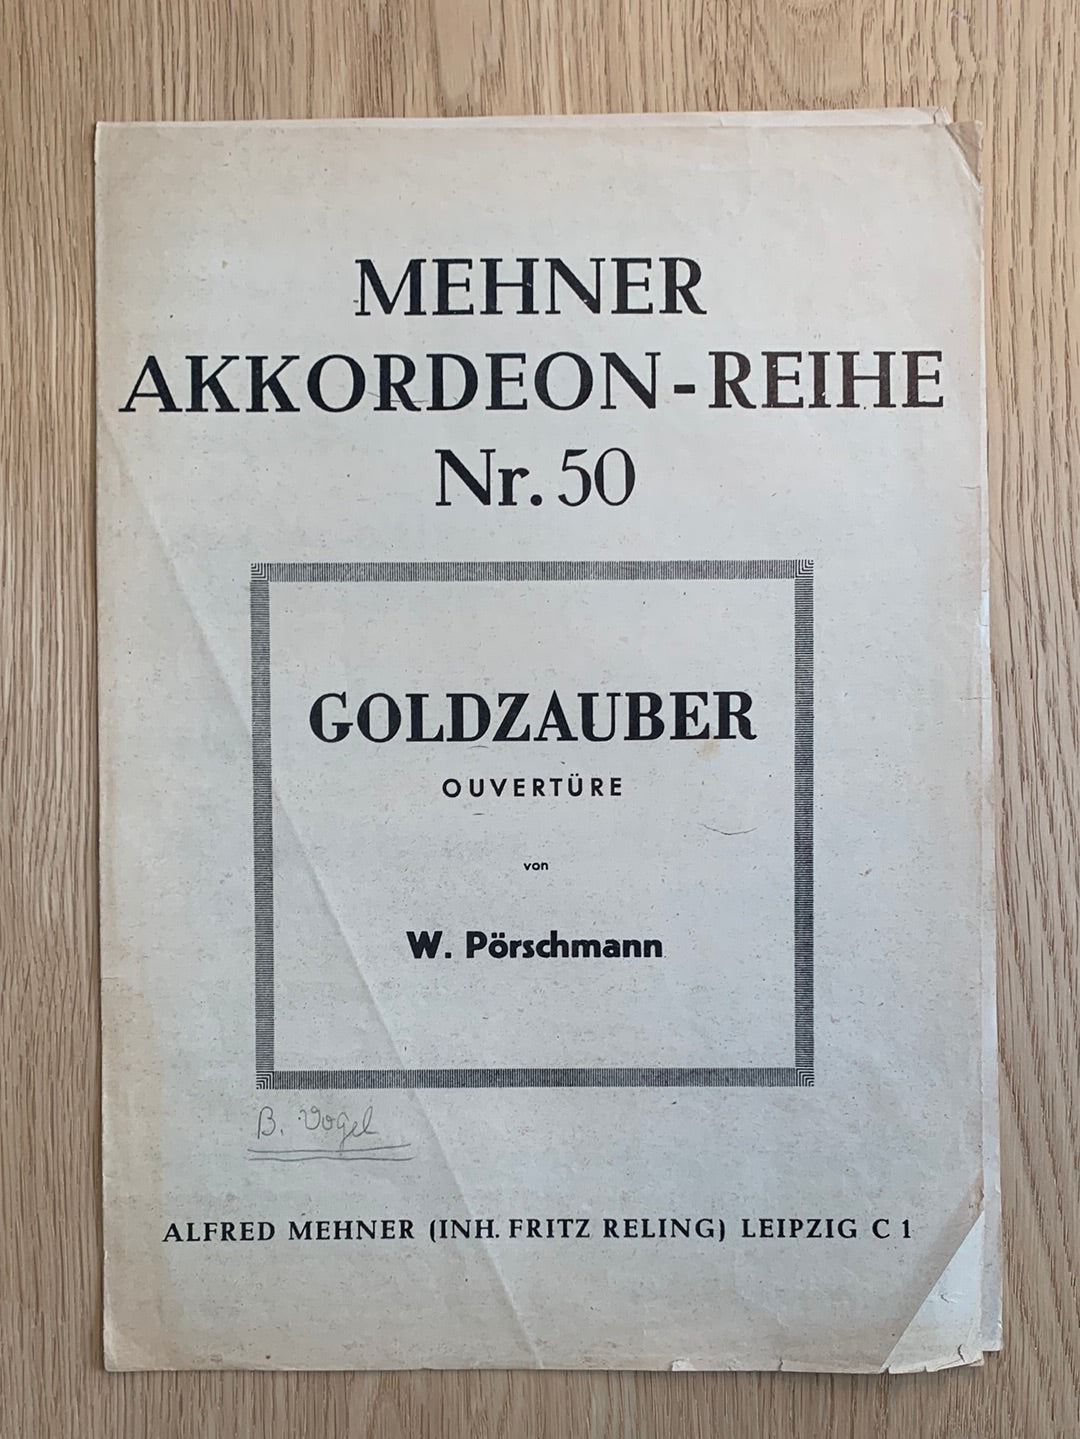 MEHNER
AKKORDEON-REIHE
Nr. 50
GOLDZAUBER
OUVERTÜRE
von
W. Pörschmann
B. Vogel
ALFRED MEHNER (INH. FRITZ RELING) LEIPZIG C 1